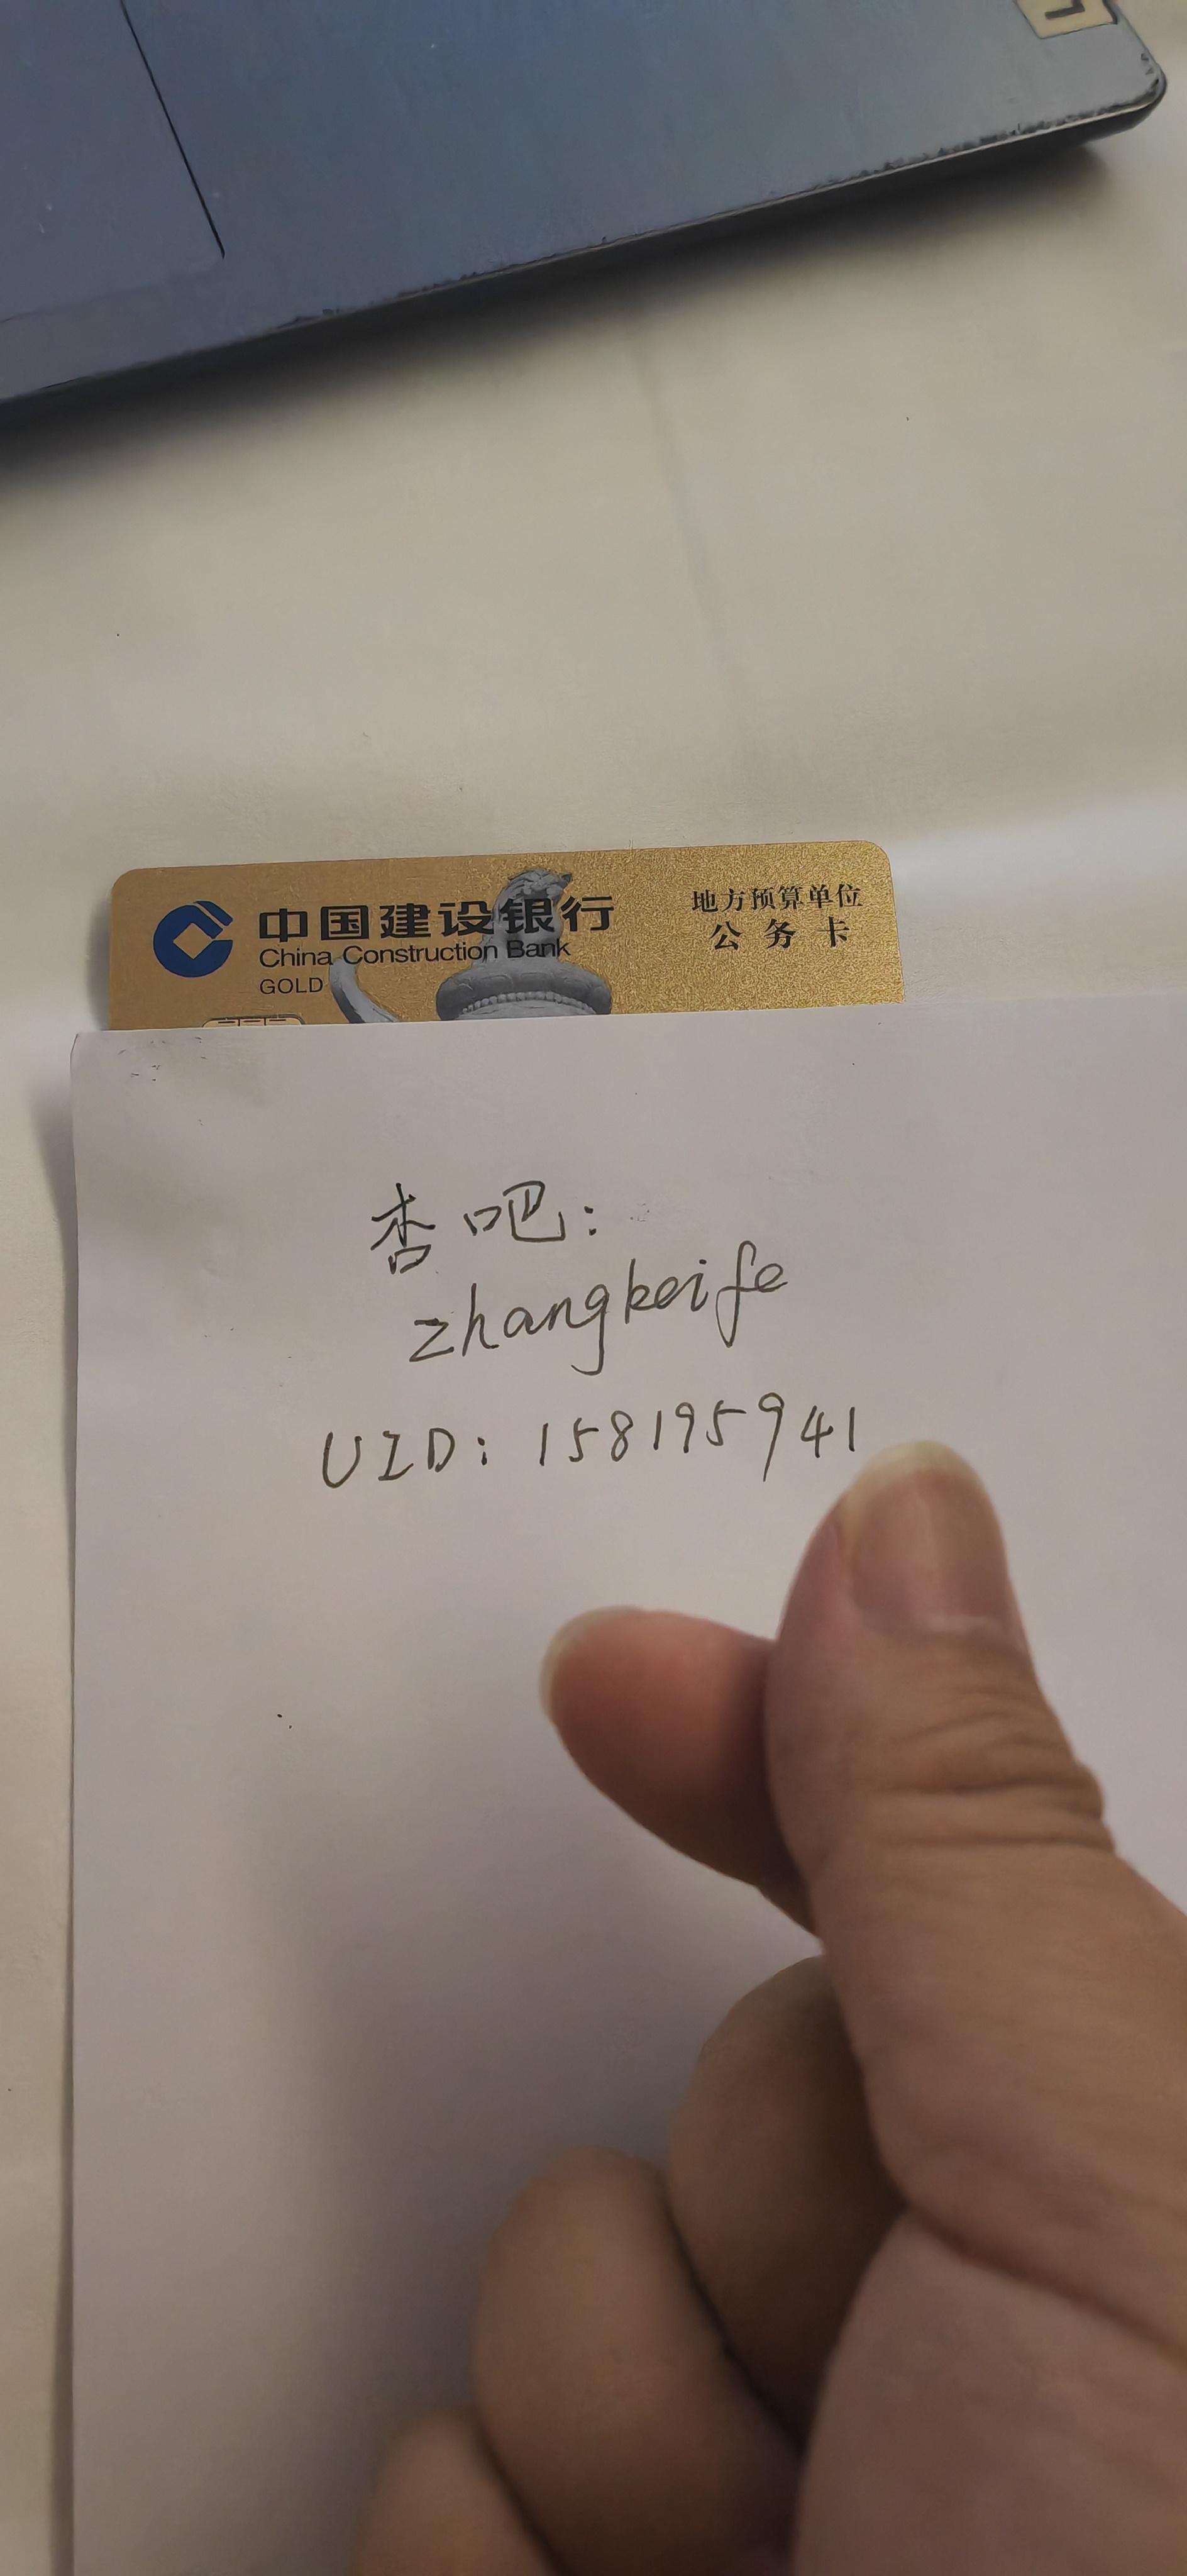 中国建设银行
China Construction Bank
GOLD
地方预算单位
公务卡
杏吧:
zhangkeife
UID: 158195941